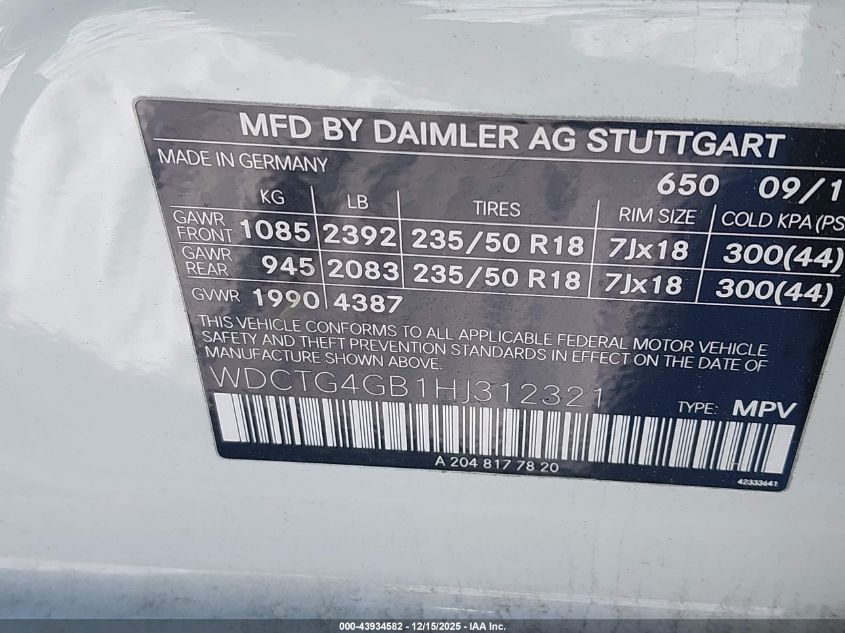 MFD BY DAIMLER AG STUTTGART
MADE IN GERMANY
650 09/1
KG LB TIRES RIM SIZE COLD KPA(PS
GAWR FRONT 1085 2392 235/50 R18 7Jx18 300(44)
GAWR REAR 945 2083 235/50 R18 7Jx18 300(44)
GVWR 1990 4387
THIS VEHICLE CONFORMS TO ALL APPLICABLE FEDERAL MOTOR VEHICLE
SAFETY AND THEFT PREVENTION STANDARDS IN EFFECT ON THE DATE OF
MANUFACTURE SHOWN ABOVE.
WDCTG4GB1HJ312321
TYPE: MPV
A 204 817 78 20
42333641
000-43934582 - 12/15/2025 - IAA Inc.